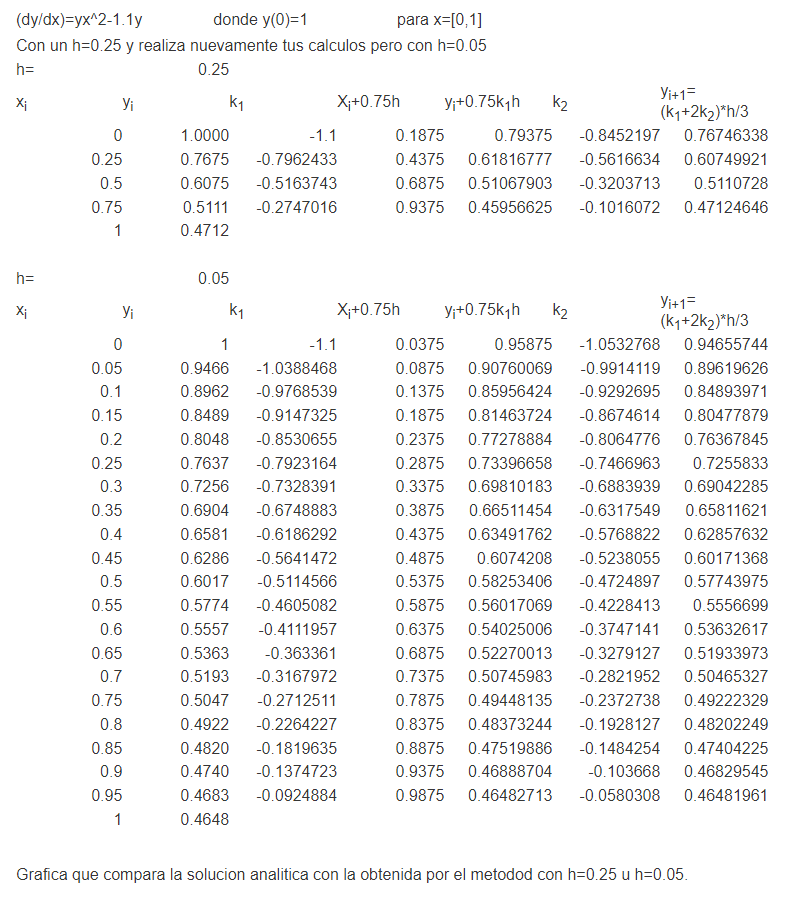 (dy/dx)=yx^2-1.1y donde y(0)=1 para x=[0,1]
Con un h=0.25 y realiza nuevamente tus calculos pero con h=0.05
h= 0.25
xᵢ yᵢ k₁ Xᵢ+0.75h yᵢ+0.75k₁h k₂ yᵢ₊₁=
(k₁+2k₂)*h/3
0 1.0000 -1.1 0.1875 0.79375 -0.8452197 0.76746338
0.25 0.7675 -0.7962433 0.4375 0.61816777 -0.5616634 0.60749921
0.5 0.6075 -0.5163743 0.6875 0.51067903 -0.3203713 0.5110728
0.75 0.5111 -0.2747016 0.9375 0.45956625 -0.1016072 0.47124646
1 0.4712
h= 0.05
xᵢ yᵢ k₁ Xᵢ+0.75h yᵢ+0.75k₁h k₂ yᵢ₊₁=
(k₁+2k₂)*h/3
0 1 -1.1 0.0375 0.95875 -1.0532768 0.94655744
0.05 0.9466 -1.0388468 0.0875 0.90760069 -0.9914119 0.89619626
0.1 0.8962 -0.9768539 0.1375 0.85956424 -0.9292695 0.84893971
0.15 0.8489 -0.9147325 0.1875 0.81463724 -0.8674614 0.80477879
0.2 0.8048 -0.8530655 0.2375 0.77278884 -0.8064776 0.76367845
0.25 0.7637 -0.7923164 0.2875 0.73396658 -0.7466963 0.7255833
0.3 0.7256 -0.7328391 0.3375 0.69810183 -0.6883939 0.69042285
0.35 0.6904 -0.6748883 0.3875 0.66511454 -0.6317549 0.65811621
0.4 0.6581 -0.6186292 0.4375 0.63491762 -0.5768822 0.62857632
0.45 0.6286 -0.5641472 0.4875 0.6074208 -0.5238055 0.60171368
0.5 0.6017 -0.5114566 0.5375 0.58253406 -0.4724897 0.57743975
0.55 0.5774 -0.4605082 0.5875 0.56017069 -0.4228413 0.5556699
0.6 0.5557 -0.4111957 0.6375 0.54025006 -0.3747141 0.53632617
0.65 0.5363 -0.363361 0.6875 0.52270013 -0.3279127 0.51933973
0.7 0.5193 -0.3167972 0.7375 0.50745983 -0.2821952 0.50465327
0.75 0.5047 -0.2712511 0.7875 0.49448135 -0.2372738 0.49222329
0.8 0.4922 -0.2264227 0.8375 0.48373244 -0.1928127 0.48202249
0.85 0.4820 -0.1819635 0.8875 0.47519886 -0.1484254 0.47404225
0.9 0.4740 -0.1374723 0.9375 0.46888704 -0.103668 0.46829545
0.95 0.4683 -0.0924884 0.9875 0.46482713 -0.0580308 0.46481961
1 0.4648
Grafica que compara la solucion analitica con la obtenida por el metodod con h=0.25 u h=0.05.